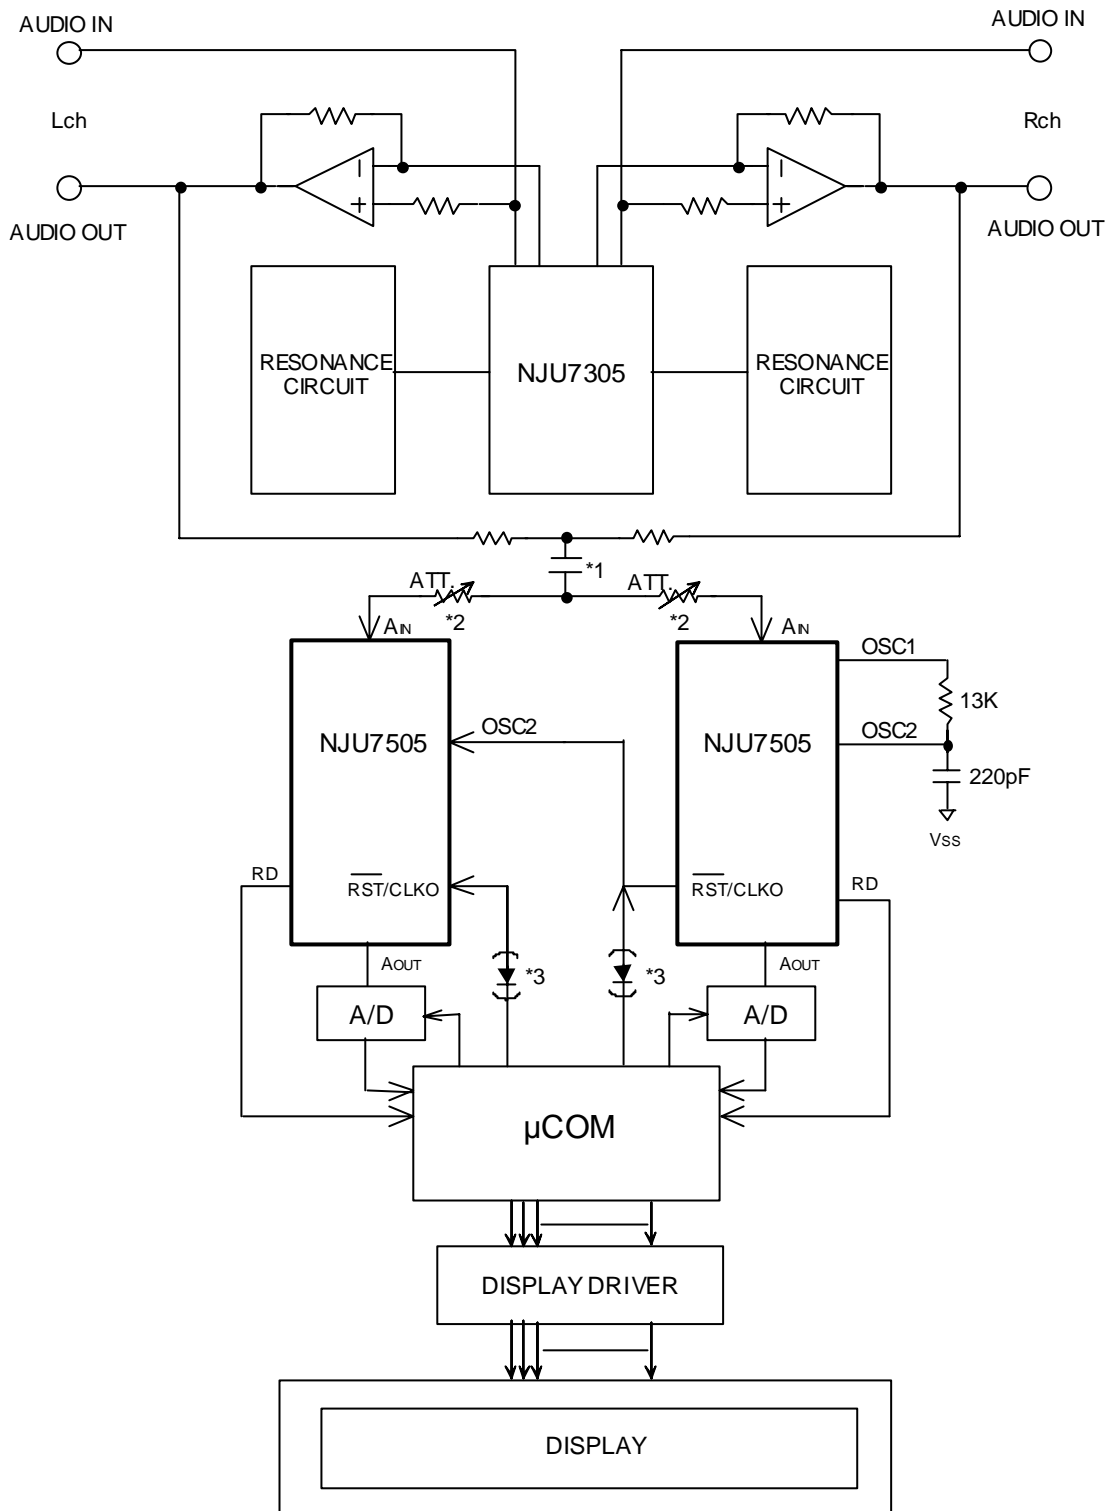 AUDIO IN
AUDIO IN
Lch
Rch
AUDIO OUT
AUDIO OUT
RESONANCE
CIRCUIT
NJU7305
RESONANCE
CIRCUIT
*1
ATT.
ATT.
*2
*2
AIN
AIN
OSC1
13K
NJU7505
OSC2
NJU7505
OSC2
220pF
Vss
RD
RST/CLKO
RST/CLKO
RD
AOUT
*3
*3
AOUT
A/D
A/D
µCOM
DISPLAY DRIVER
DISPLAY